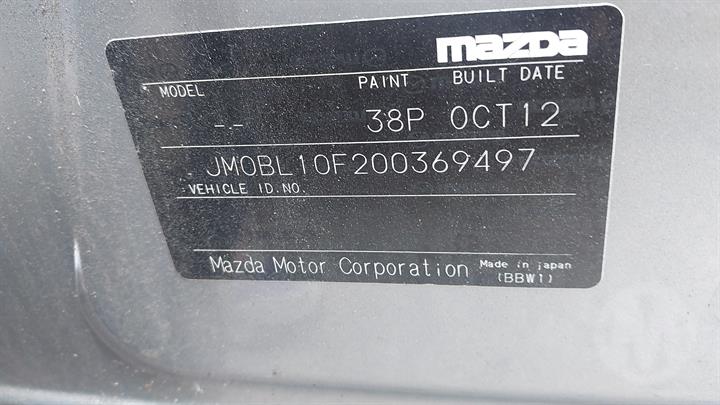 mazda
MODEL PAINT BUILT DATE
-.- 38P OCT12
JM0BL10F200369497
VEHICLE ID.NO.
Mazda Motor Corporation Made in japan
(BBW1)